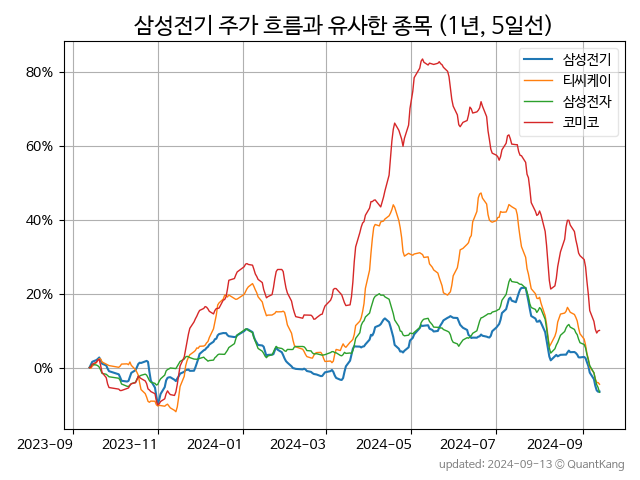 삼성전기 주가 흐름과 유사한 종목 (1년, 5일선)
삼성전기
티씨케이
삼성전자
코미코
80%
60%
40%
20%
0%
2023-09 2023-11 2024-01 2024-03 2024-05 2024-07 2024-09
updated: 2024-09-13 © QuantKang